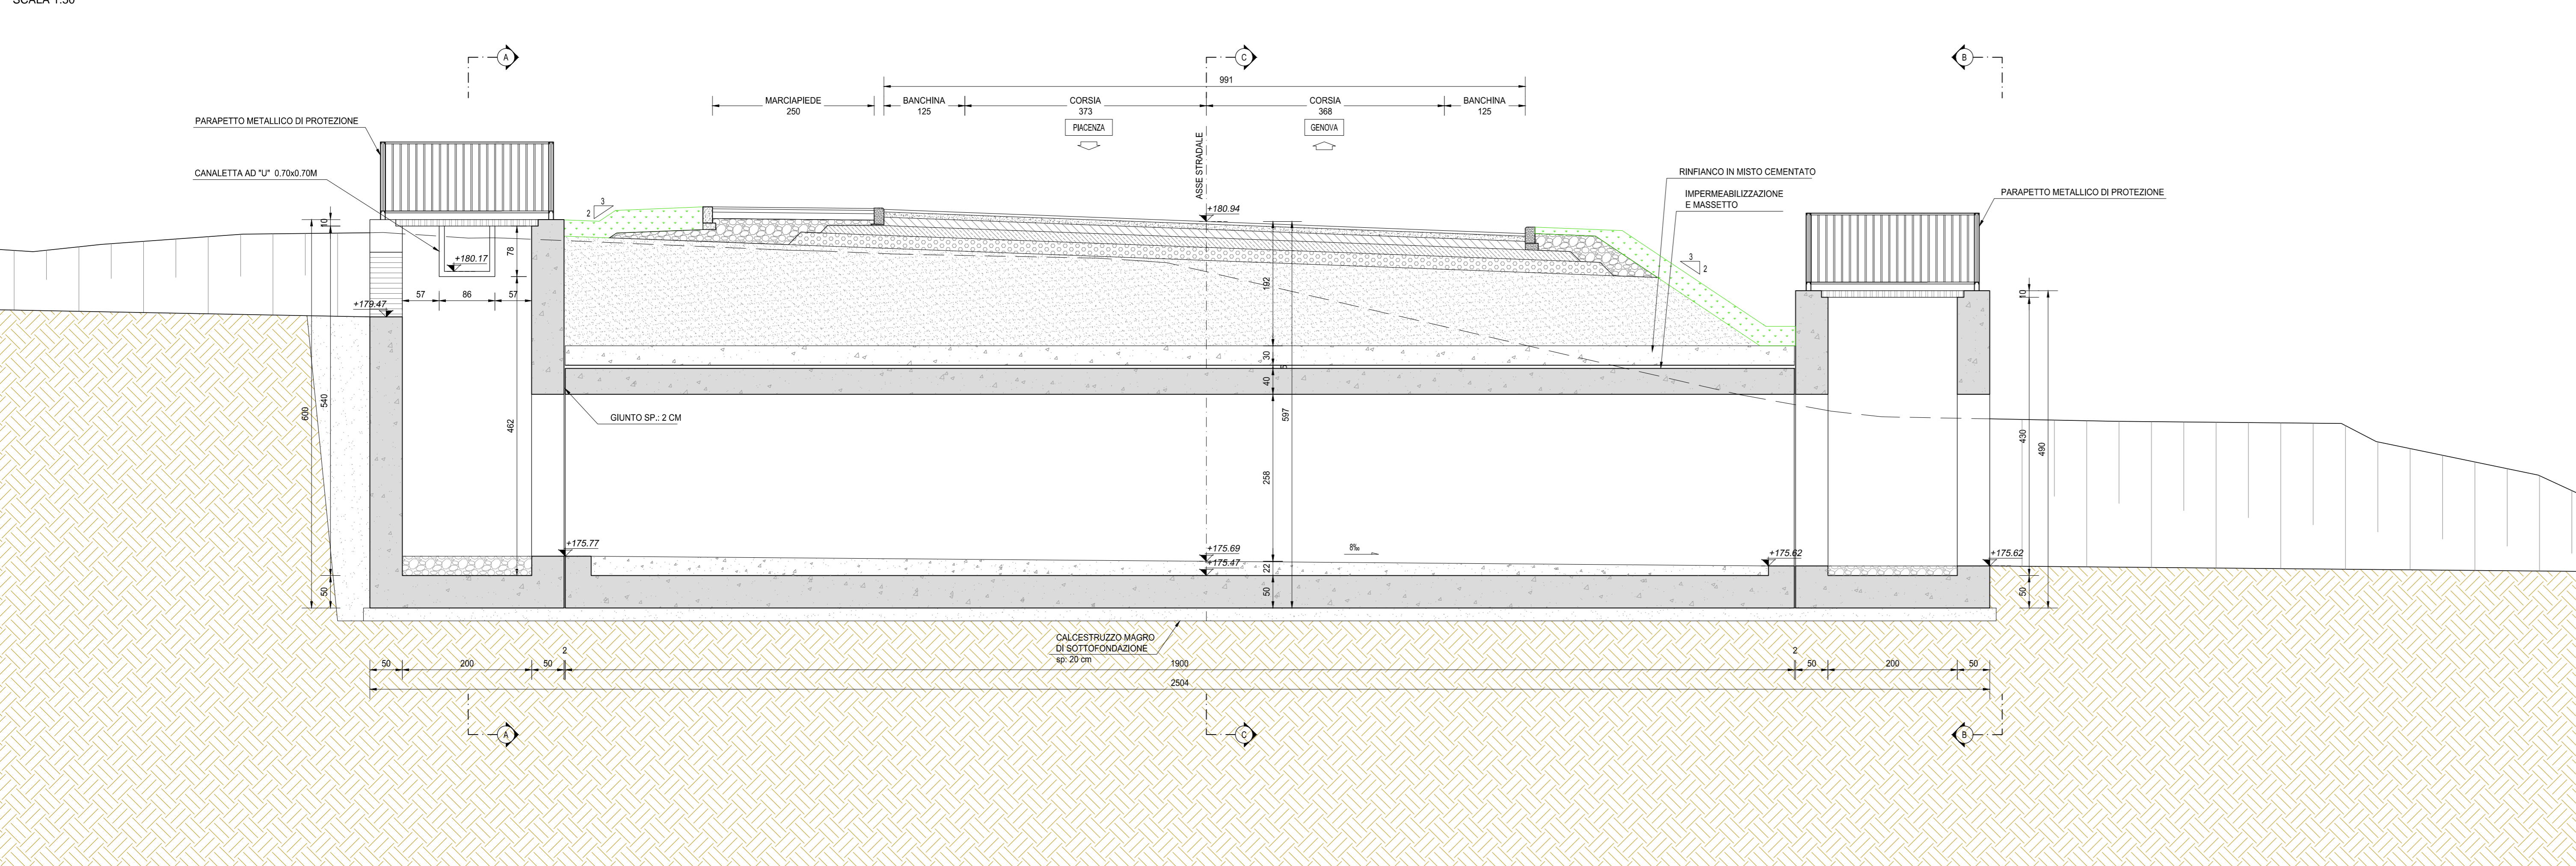 SCALA 1:50
A
C
B
991
MARCIAPIEDE
250
BANCHINA
125
CORSIA
373
CORSIA
368
BANCHINA
125
PIACENZA
GENOVA
ASSE STRADALE
PARAPETTO METALLICO DI PROTEZIONE
CANALETTA AD "U" 0.70x0.70M
RINFIANCO IN MISTO CEMENTATO
IMPERMEABILIZZAZIONE
E MASSETTO
PARAPETTO METALLICO DI PROTEZIONE
3
2
+180.94
3
2
10
78
+180.17
57
86
57
+179.47
192
10
30
5
40
600
540
462
GIUNTO SP.: 2 CM
597
258
430
490
+175.77
+175.69
8‰
+175.62
+175.62
+175.47
22
50
50
50
CALCESTRUZZO MAGRO
DI SOTTOFONDAZIONE
sp: 20 cm
50
200
50
2
1900
2
50
200
50
2504
A
C
B